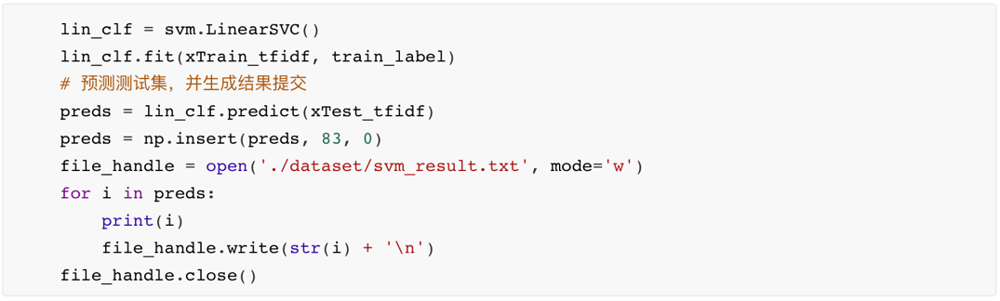 lin_clf = svm.LinearSVC()
lin_clf.fit(xTrain_tfidf, train_label)
# 预测测试集，并生成结果提交
preds = lin_clf.predict(xTest_tfidf)
preds = np.insert(preds, 83, 0)
file_handle = open('./dataset/svm_result.txt', mode='w')
for i in preds:
    print(i)
    file_handle.write(str(i) + '\n')
file_handle.close()